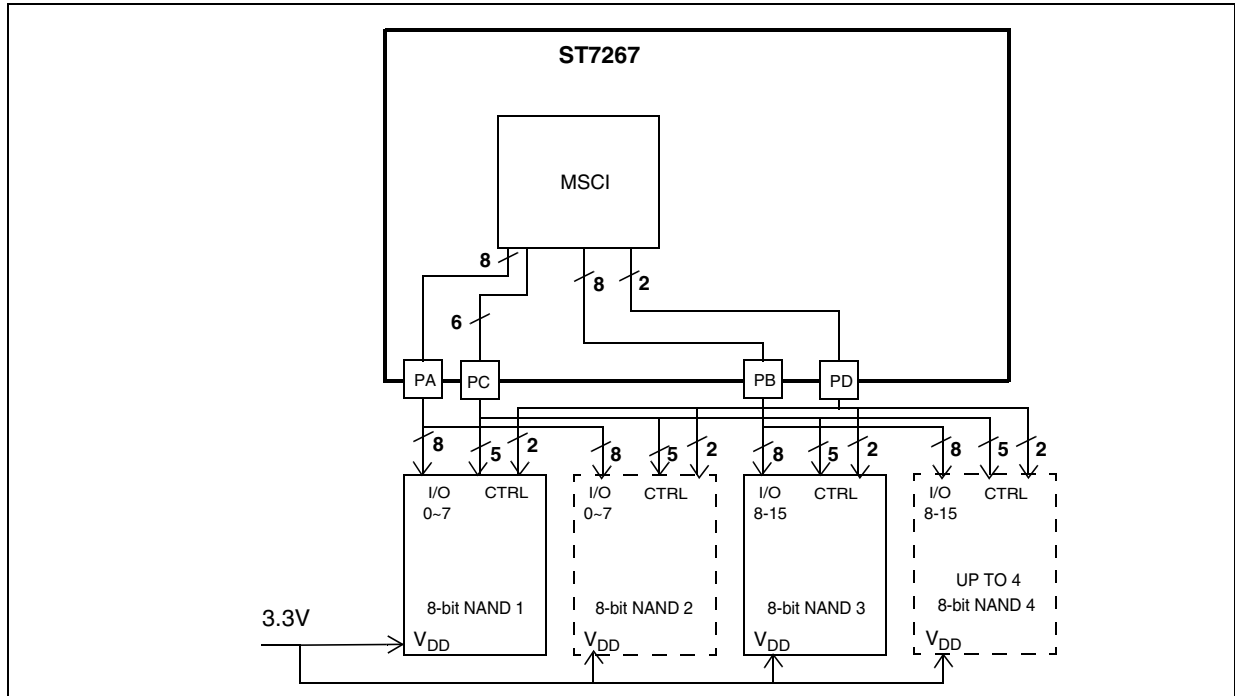 ST7267
MSCI
8
8
2
6
PA
PC
PB
PD
8
5
2
8
5
2
8
5
2
8
5
2
I/O
0~7
CTRL
I/O
0~7
CTRL
I/O
8-15
CTRL
I/O
8-15
CTRL
8-bit NAND 1
8-bit NAND 2
8-bit NAND 3
UP TO 4
8-bit NAND 4
3.3V
VDD
VDD
VDD
VDD